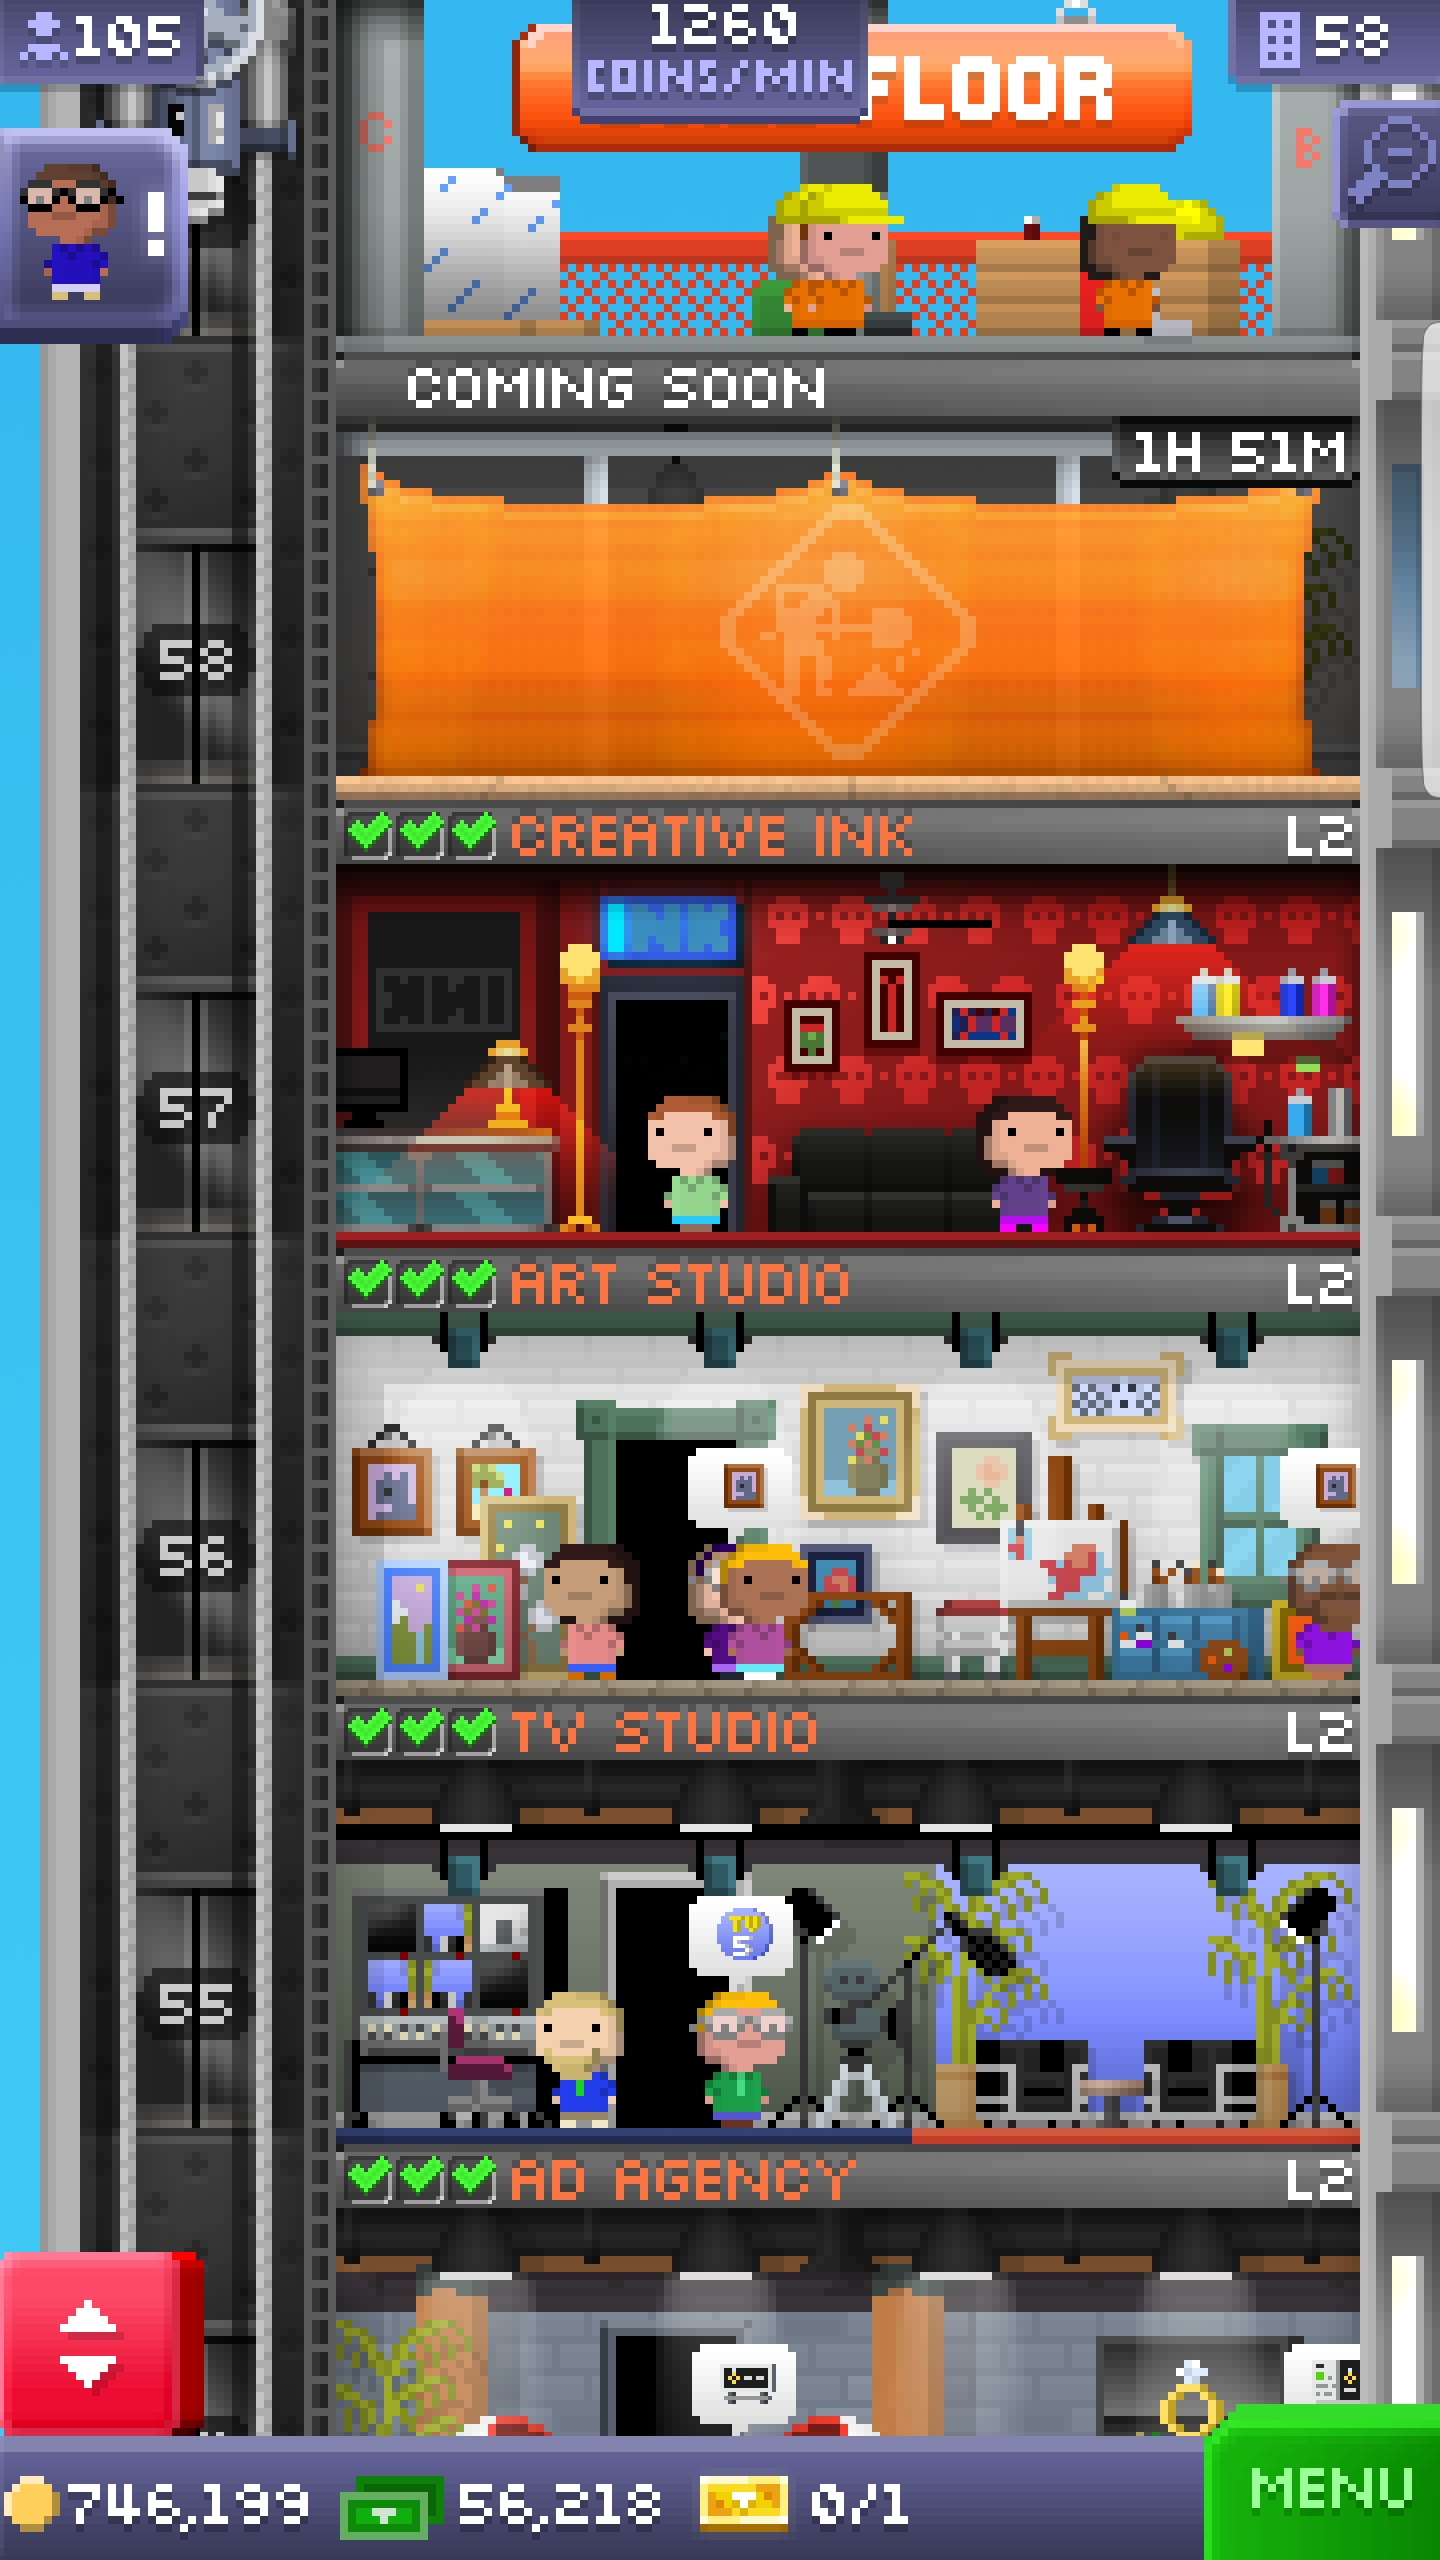 105
1260
COINS/MIN
58
FLOOR
C
B
!
COMING SOON
1H 51M
58
CREATIVE INK L2
INK
INK
57
ART STUDIO L2
56
TV STUDIO L2
TV
5
55
AD AGENCY L2
746,199
56,218
0/1
MENU